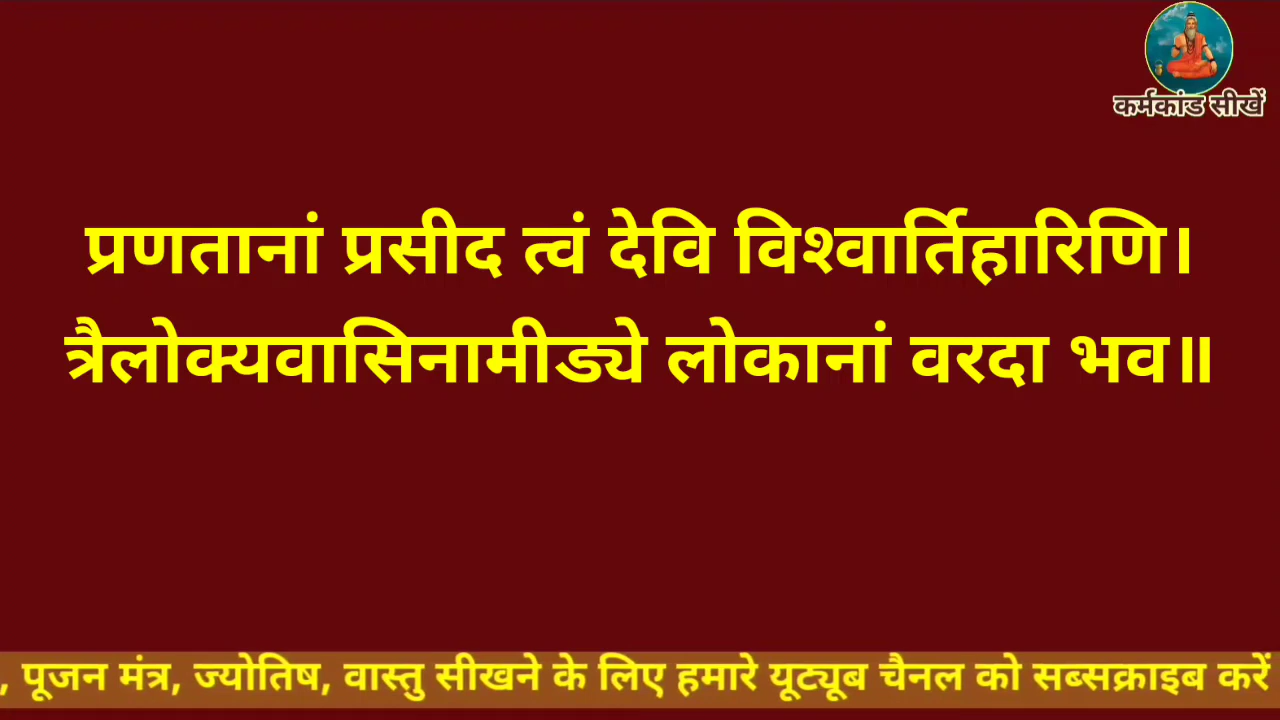 कर्मकांड सीखें
प्रणतानां प्रसीद त्वं देवि विश्वार्तिहारिणि।
त्रैलोक्यवासिनामीड्ये लोकानां वरदा भव॥
, पूजन मंत्र, ज्योतिष, वास्तु सीखने के लिए हमारे यूट्यूब चैनल को सब्सक्राइब करें